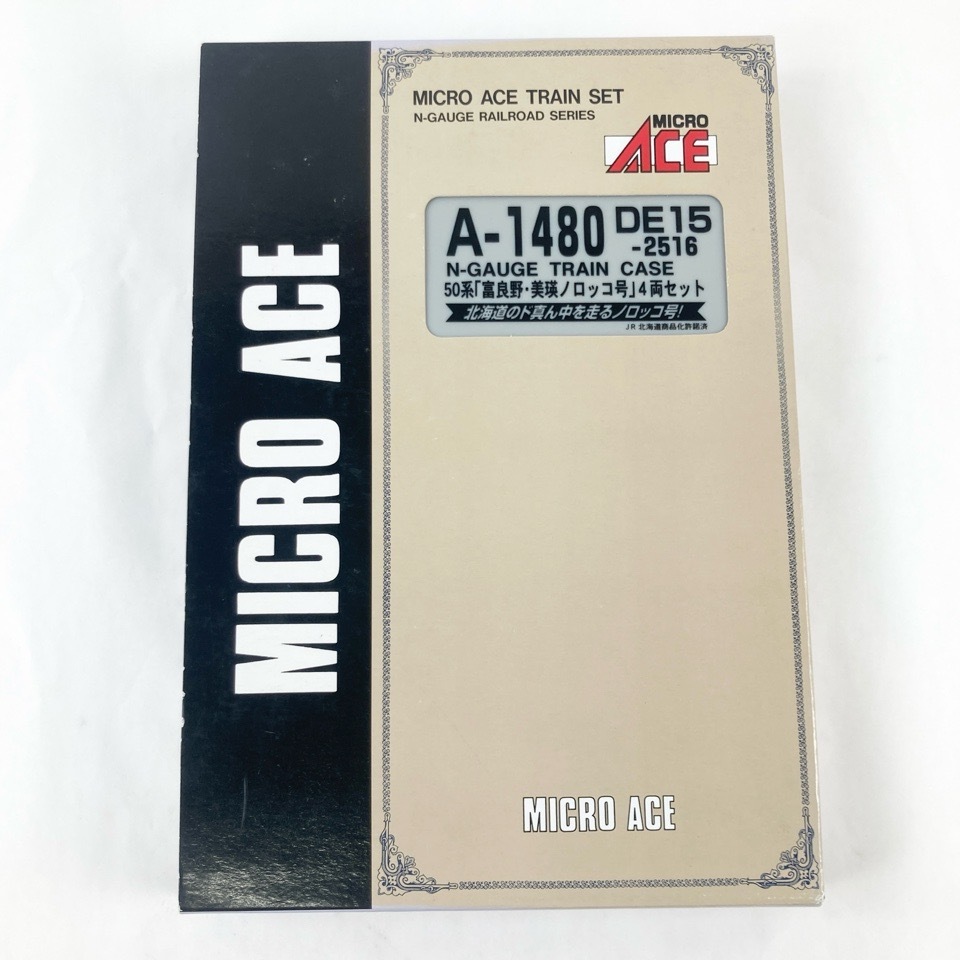 MICRO ACE
MICRO ACE TRAIN SET
N-GAUGE RAILROAD SERIES
MICRO
ACE
A-1480 DE15
-2516
N-GAUGE TRAIN CASE
50系「富良野・美瑛ノロッコ号」4両セット
北海道のド真ん中を走るノロッコ号!
JR北海道商品化許諾済
MICRO ACE